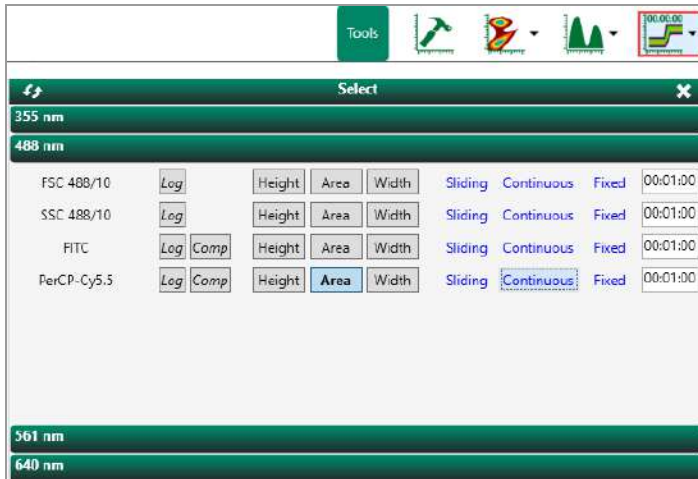 Tools
00:00:00
Select
355 nm
488 nm
FSC 488/10 Log Height Area Width Sliding Continuous Fixed 00:01:00
SSC 488/10 Log Height Area Width Sliding Continuous Fixed 00:01:00
FITC Log Comp Height Area Width Sliding Continuous Fixed 00:01:00
PerCP-Cy5.5 Log Comp Height Area Width Sliding Continuous Fixed 00:01:00
561 nm
640 nm